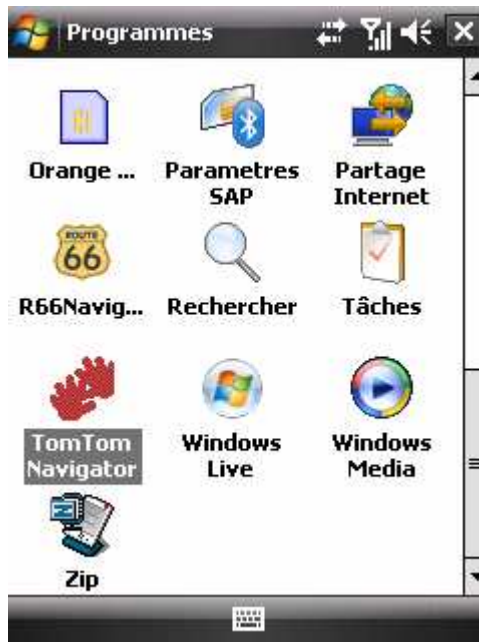 Programmes
Orange ...
Parametres
SAP
Partage
Internet
ROUTE
66
R66Navig...
Rechercher
Tâches
TomTom
Navigator
Windows
Live
Windows
Media
Zip